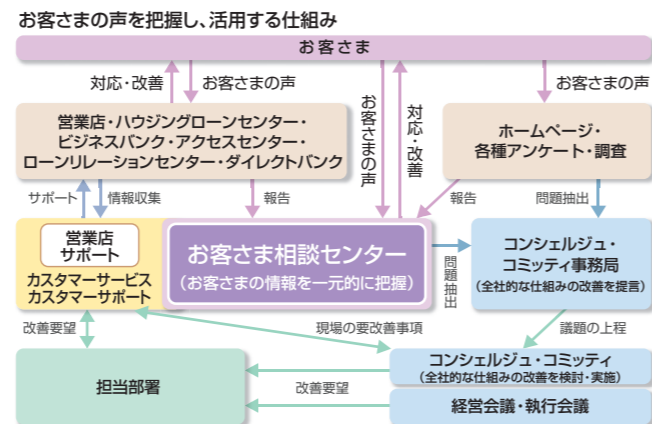 お客さまの声を把握し、活用する仕組み
お客さま
対応・改善
お客さまの声
お客さまの声
対応・改善
お客さまの声
営業店・ハウジングローンセンター・
ビジネスバンク・アクセスセンター・
ローンリレーションセンター・ダイレクトバンク
ホームページ・
各種アンケート・調査
サポート
情報収集
報告
報告
問題抽出
営業店
サポート
カスタマーサービス
カスタマーサポート
お客さま相談センター
（お客さまの情報を一元的に把握）
問題抽出
コンシェルジュ・
コミッティ事務局
（全社的な仕組みの改善を提言）
改善要望
現場の要改善事項
議題の上程
担当部署
改善要望
コンシェルジュ・コミッティ
（全社的な仕組みの改善を検討・実施）
経営会議・執行会議